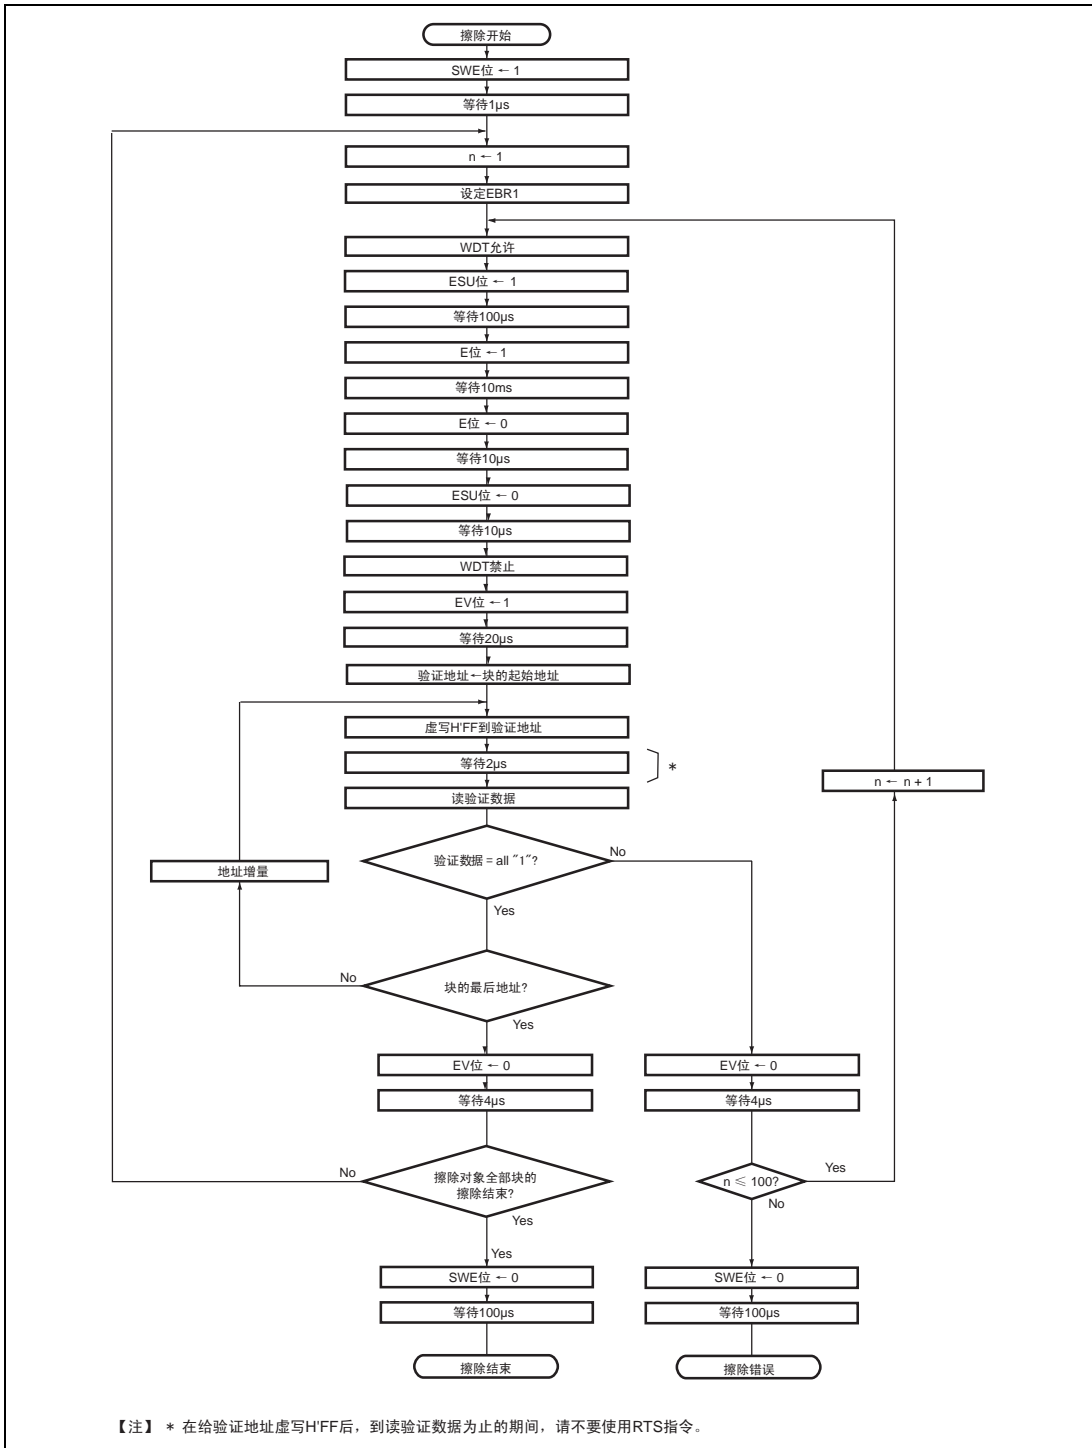 擦除开始
SWE位 ← 1
等待1µs
n ← 1
设定EBR1
WDT允许
ESU位 ← 1
等待100µs
E位 ← 1
等待10ms
E位 ← 0
等待10µs
ESU位 ← 0
等待10µs
WDT禁止
EV位 ← 1
等待20µs
验证地址←块的起始地址
虚写H'FF到验证地址
等待2µs
*
n ← n + 1
读验证数据
验证数据 = all "1"?
No
地址增量
Yes
No
块的最后地址?
Yes
EV位 ← 0
EV位 ← 0
等待4µs
等待4µs
No
擦除对象全部块的
擦除结束?
Yes
n ≤ 100?
Yes
No
Yes
SWE位 ← 0
SWE位 ← 0
等待100µs
等待100µs
擦除结束
擦除错误
【注】 * 在给验证地址虚写H'FF后，到读验证数据为止的期间，请不要使用RTS指令。